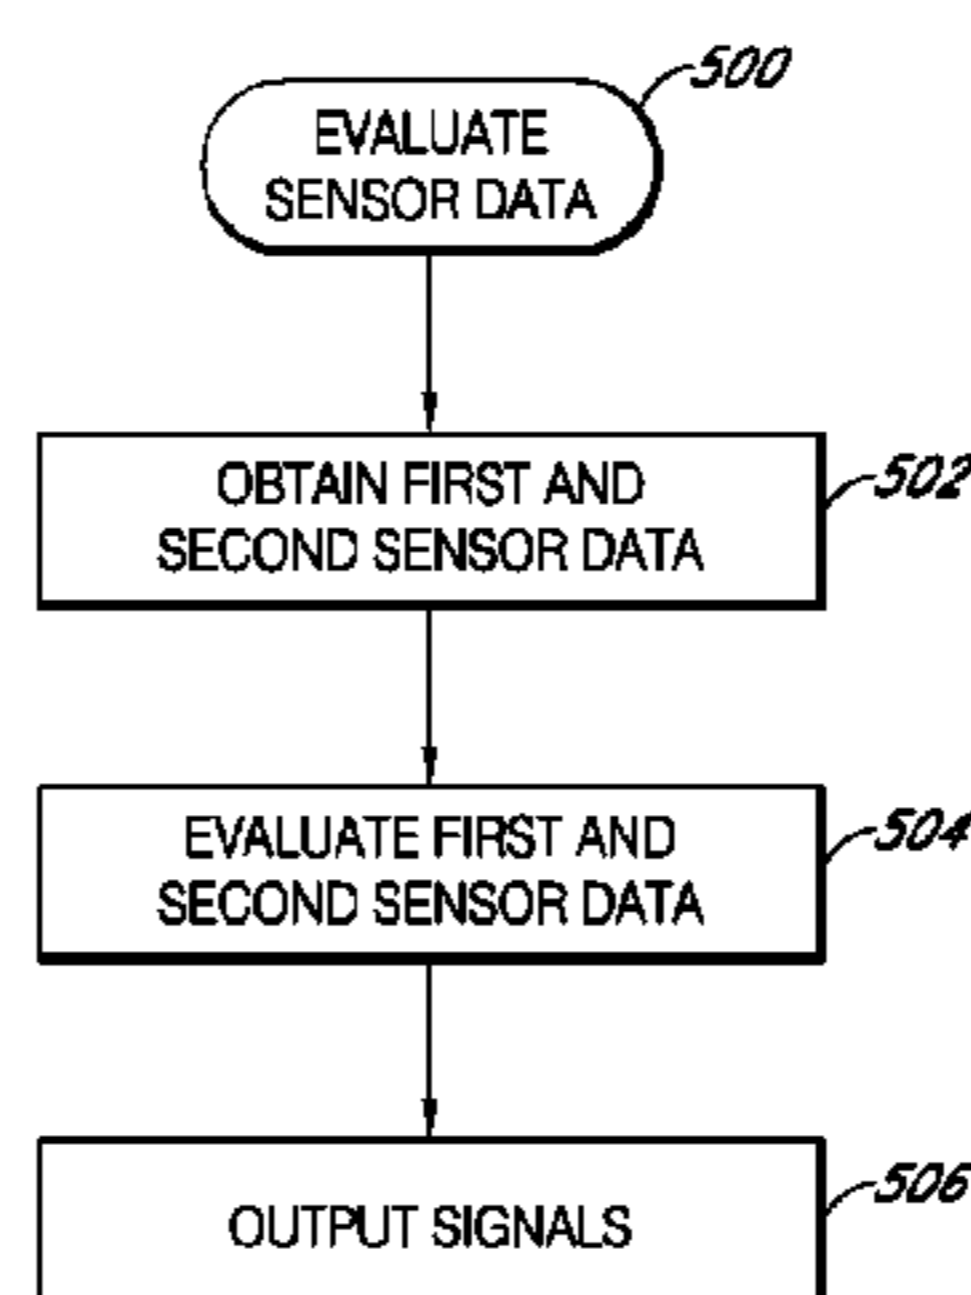 500
EVALUATE
SENSOR DATA
OBTAIN FIRST AND
SECOND SENSOR DATA
502
EVALUATE FIRST AND
SECOND SENSOR DATA
504
OUTPUT SIGNALS
506